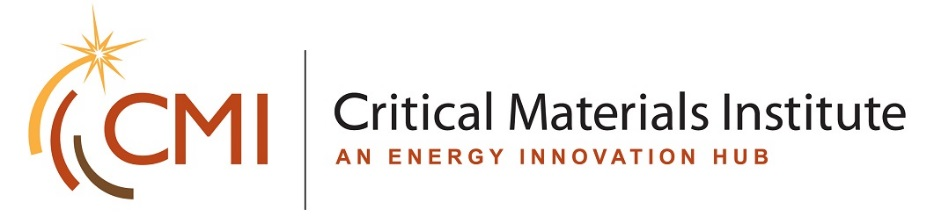 CMI
Critical Materials Institute
AN ENERGY INNOVATION HUB